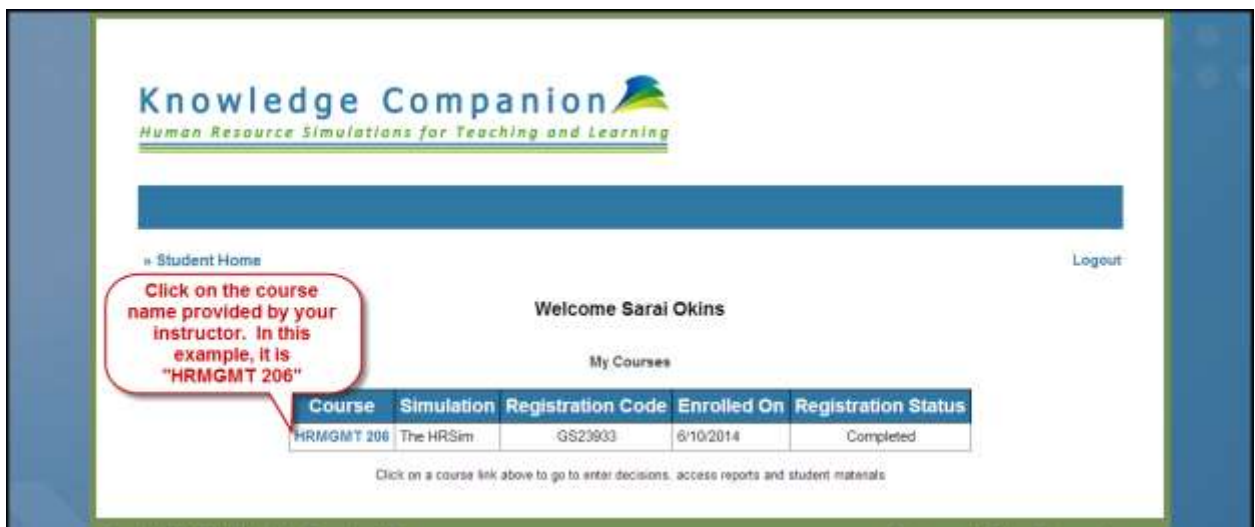 Knowledge Companion
Human Resource Simulations for Teaching and Learning
» Student Home
Logout
Click on the course
name provided by your
instructor. In this
example, it is
"HRMGMT 206"
Welcome Sarai Okins
My Courses
Course Simulation Registration Code Enrolled On Registration Status
HRMGMT 206 The HRSim GS23933 6/10/2014 Completed
Click on a course link above to go to enter decisions, access reports and student materials